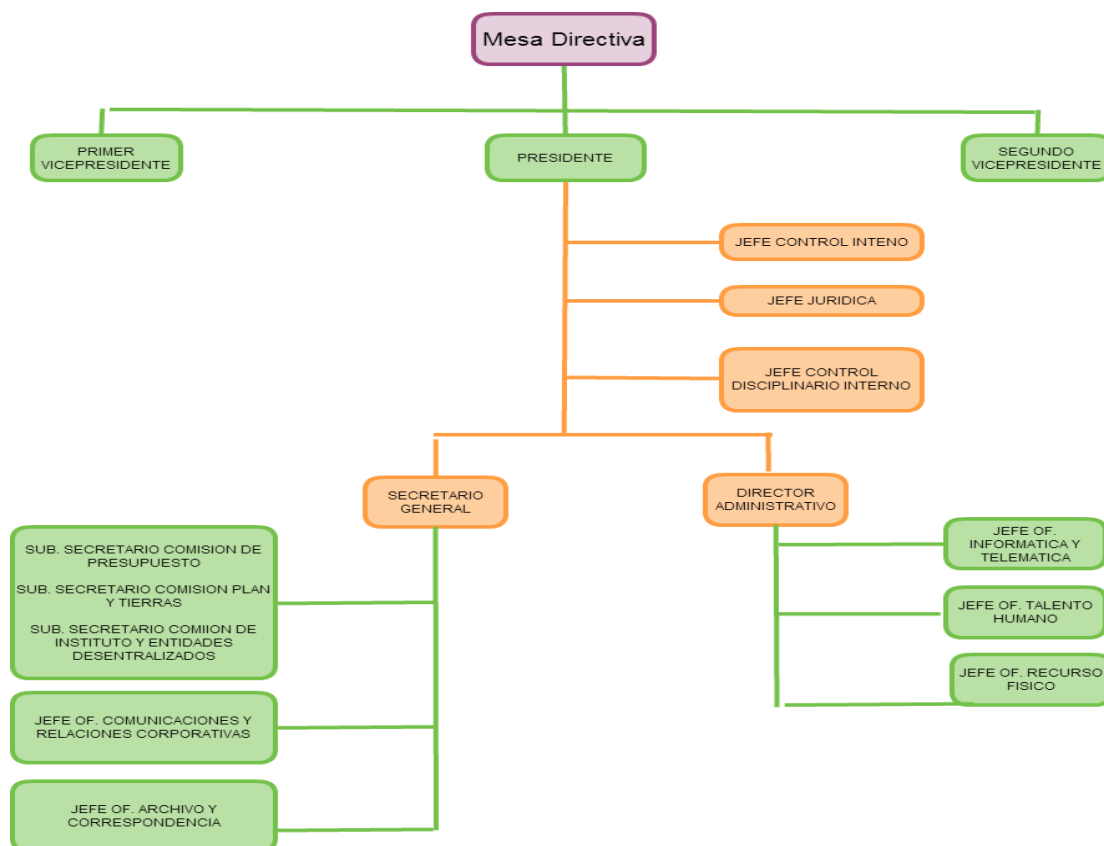 Mesa Directiva
PRIMER
VICEPRESIDENTE
PRESIDENTE
SEGUNDO
VICEPRESIDENTE
JEFE CONTROL INTENO
JEFE JURIDICA
JEFE CONTROL
DISCIPLINARIO INTERNO
SECRETARIO
GENERAL
DIRECTOR
ADMINISTRATIVO
SUB. SECRETARIO COMISION DE
PRESUPUESTO
SUB. SECRETARIO COMISION PLAN
Y TIERRAS
SUB. SECRETARIO COMIION DE
INSTITUTO Y ENTIDADES
DESENTRALIZADOS
JEFE OF. COMUNICACIONES Y
RELACIONES CORPORATIVAS
JEFE OF. ARCHIVO Y
CORRESPONDENCIA
JEFE OF.
INFORMATICA Y
TELEMATICA
JEFE OF. TALENTO
HUMANO
JEFE OF. RECURSO
FISICO